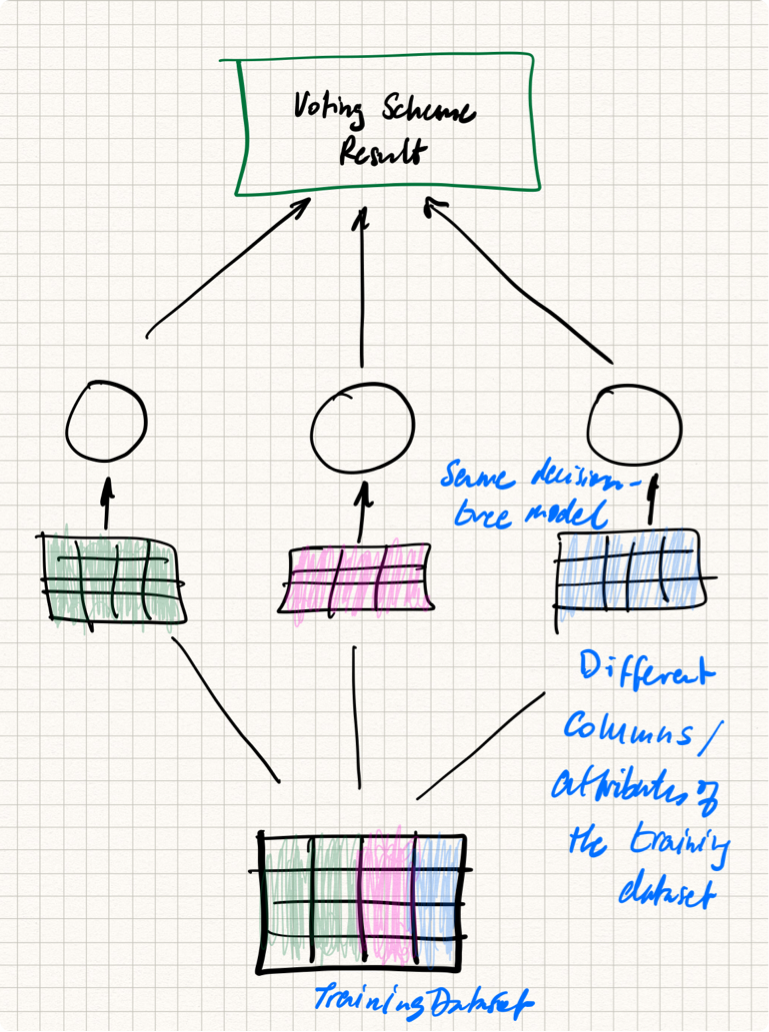 Voting Scheme
Result
Same decision-
tree model
Different
Columns/
attributes of
the training
dataset
Training Dataset